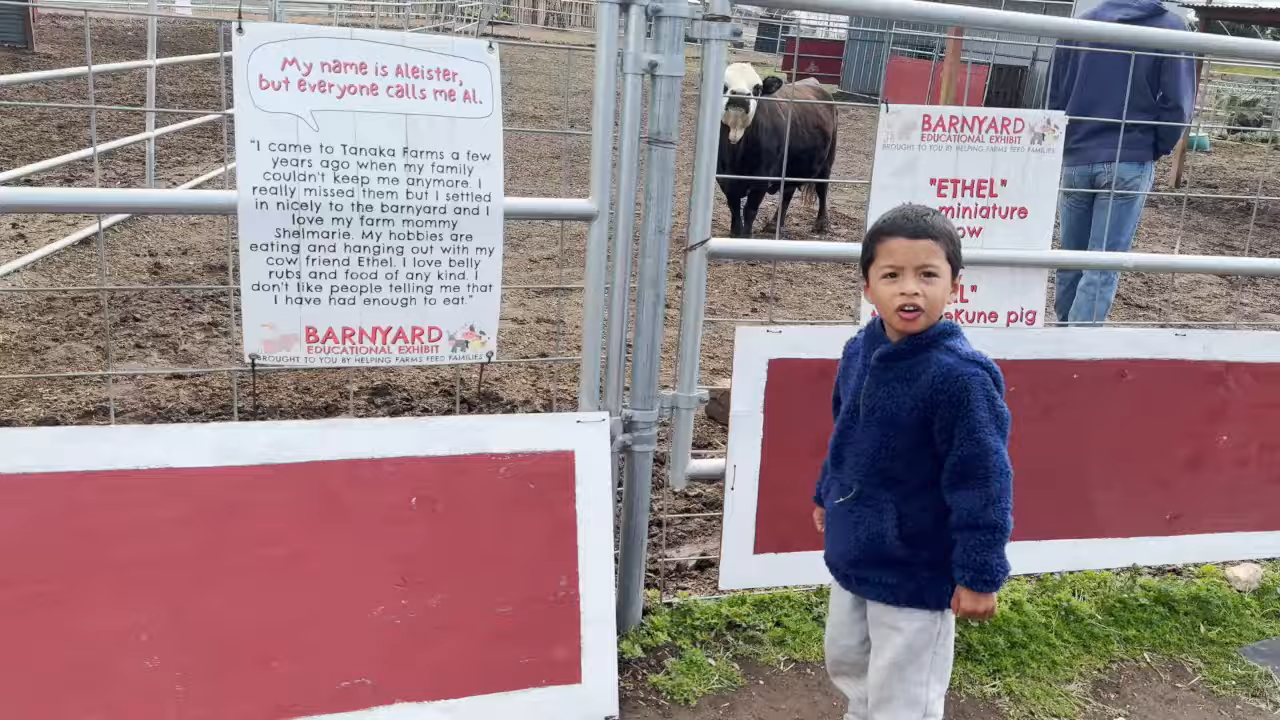 My name is Aleister,
but everyone calls me Al.
"I came to Tanaka Farms a few
years ago when my family
couldn't keep me anymore. I
really missed them but I settled
in nicely to the barnyard and I
love my farm mommy
Shelmarie. My hobbies are
eating and hanging out with my
cow friend Ethel. I love belly
rubs and food of any kind. I
don't like people telling me that
I have had enough to eat."
BARNYARD
EDUCATIONAL EXHIBIT
BROUGHT TO YOU BY HELPING FARMS FEED FAMILIES
BARNYARD
EDUCATIONAL EXHIBIT
BROUGHT TO YOU BY HELPING FARMS FEED FAMILIES
"ETHEL"
miniature
pig